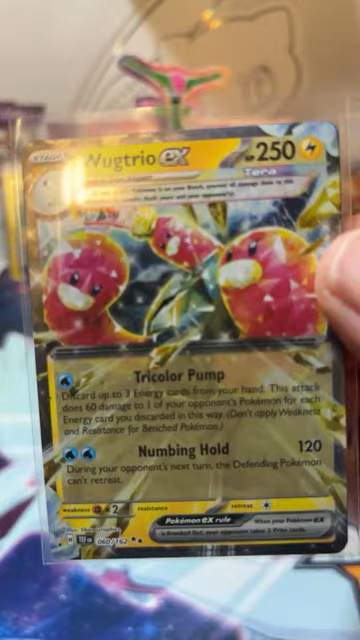 STAGE
Wugtrio ex HP 250
Tera
Tricolor Pump
Discard up to 3 Energy cards from your hand. This attack
does 60 damage to 1 of your opponent's Pokémon for each
Energy card you discarded in this way. (Don't apply Weakness
and Resistance for Benched Pokémon.)
Numbing Hold 120
During your opponent's next turn, the Defending Pokémon
can't retreat.
weakness ×2 resistance retreat
Pokémon ex rule When your Pokémon ex
is Knocked Out, your opponent takes 2 Prize cards.
H TEF EN 060/162